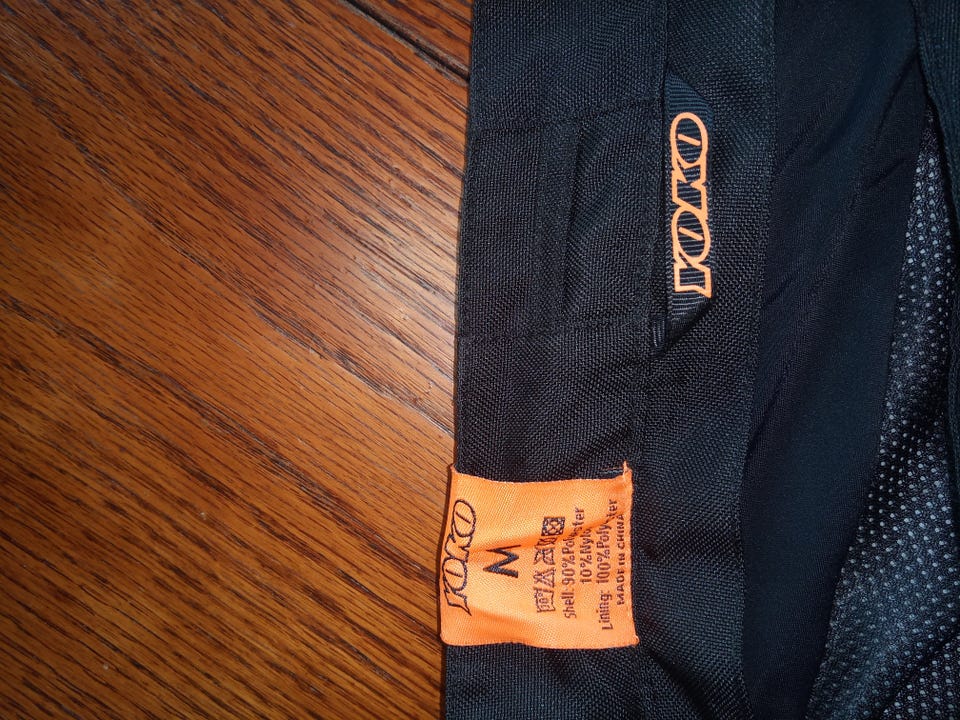 YOKO
YOKO
M
Shell: 90%Polyester
10%Nylon
Lining: 100%Polyester
MADE IN CHINA